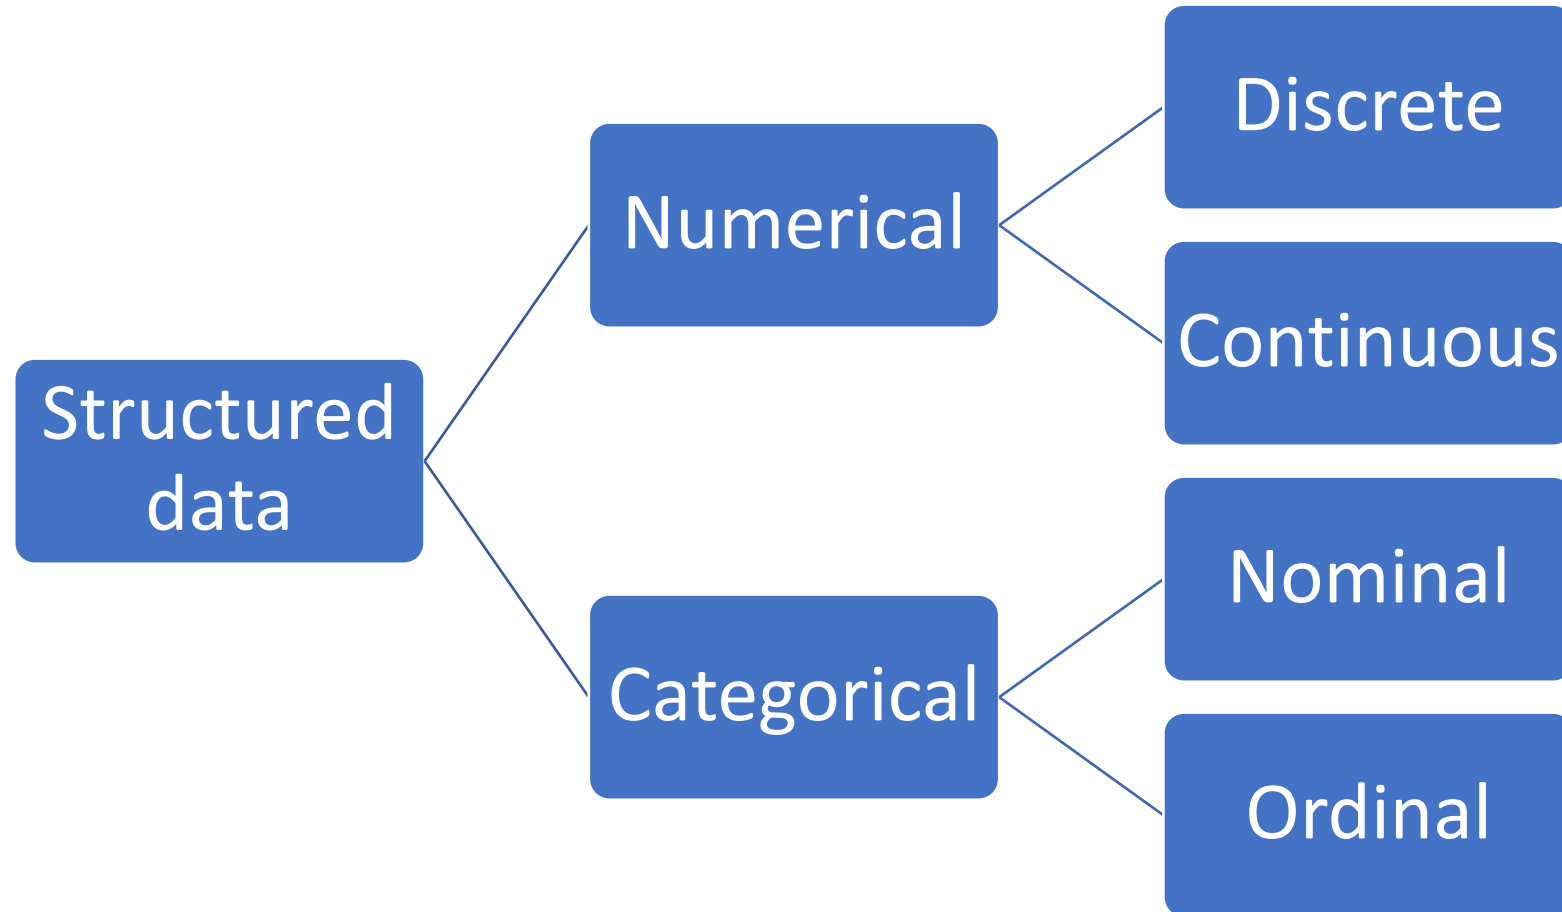 Structured
data
Numerical
Categorical
Discrete
Continuous
Nominal
Ordinal